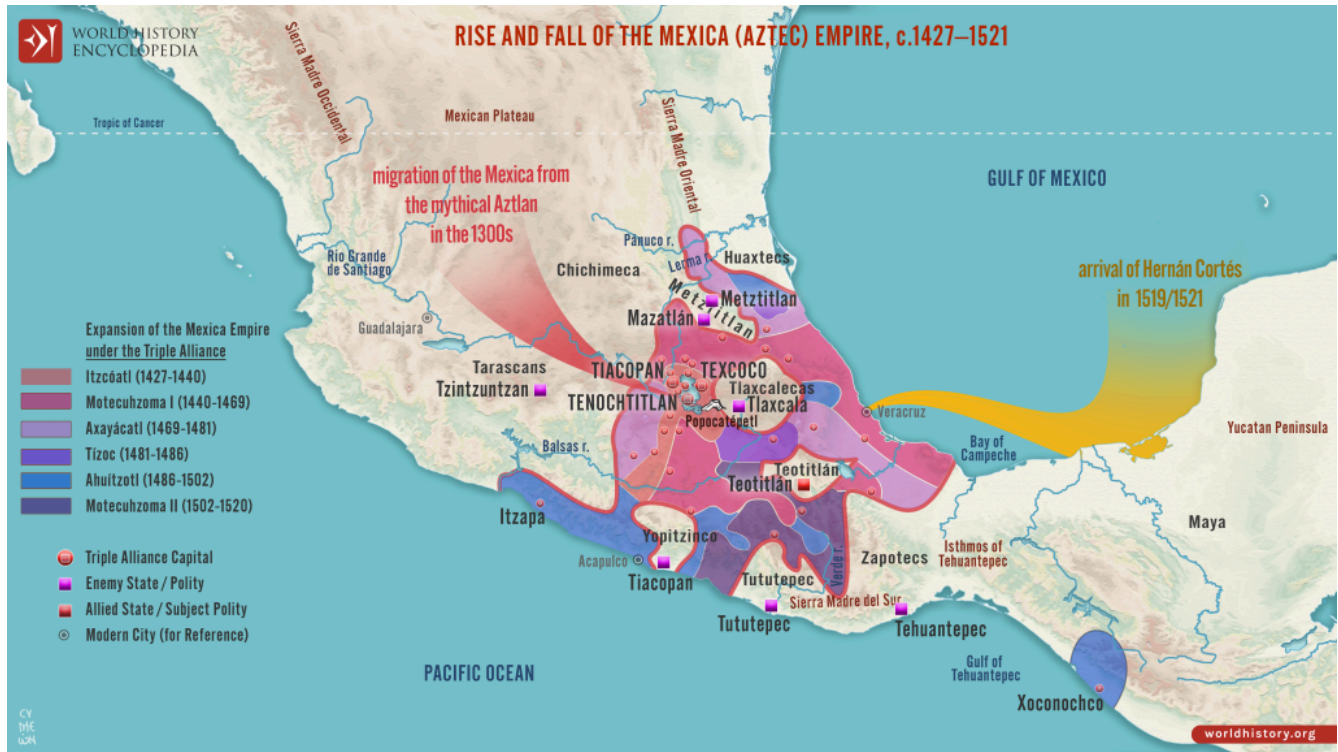 WORLD HISTORY
ENCYCLOPEDIA
RISE AND FALL OF THE MEXICA (AZTEC) EMPIRE, c.1427–1521
Sierra Madre Occidental
Mexican Plateau
Sierra Madre Oriental
Tropic of Cancer
migration of the Mexica from
the mythical Aztlan
in the 1300s
GULF OF MEXICO
Pánuco r.
Lerma r.
Huaxtecs
Río Grande
de Santiago
Chichimeca
arrival of Hernán Cortés
in 1519/1521
Metztitlan
Metztitlan
Mazatlán
Guadalajara
Expansion of the Mexica Empire
under the Triple Alliance
Itzcóatl (1427-1440)
Motecuhzoma I (1440-1469)
Axayácatl (1469-1481)
Tízoc (1481-1486)
Ahuítzotl (1486-1502)
Motecuhzoma II (1502-1520)
Tarascans
Tzintzuntzan
TIACOPAN
TEXCOCO
Tlaxcalecas
Tlaxcala
TENOCHTITLAN
Popocatépetl
Veracruz
Balsas r.
Bay of
Campeche
Yucatan Peninsula
Teotitlán
Teotitlán
Itzapa
Yopitzinco
Maya
Acapulco
Tiacopan
Verde r.
Zapotecs
Isthmos of
Tehuantepec
Tututepec
Sierra Madre del Sur
Tututepec
Tehuantepec
Triple Alliance Capital
Enemy State / Polity
Allied State / Subject Polity
Modern City (for Reference)
PACIFIC OCEAN
Gulf of
Tehuantepec
Xoconochco
worldhistory.org